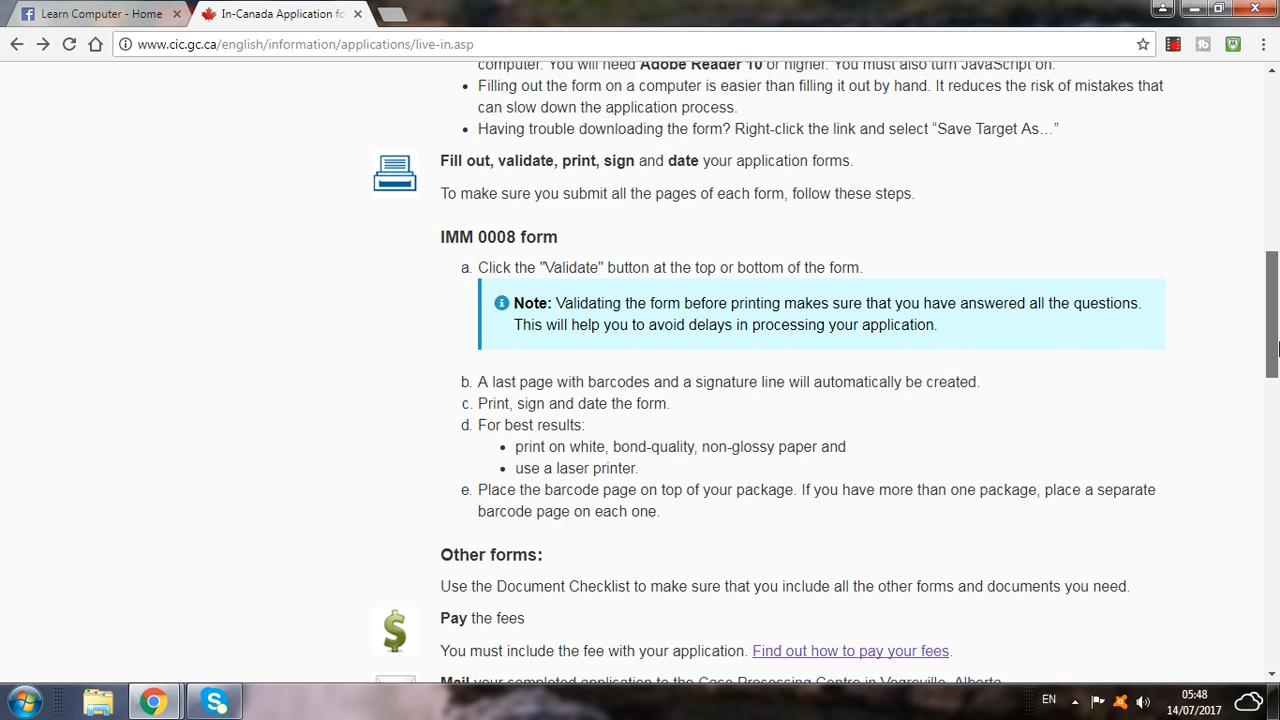 Learn Computer - Home
In-Canada Application fo
www.cic.gc.ca/english/information/applications/live-in.asp
computer. You will need Adobe Reader 10 or higher. You must also turn JavaScript on.
• Filling out the form on a computer is easier than filling it out by hand. It reduces the risk of mistakes that
can slow down the application process.
• Having trouble downloading the form? Right-click the link and select “Save Target As…”
Fill out, validate, print, sign and date your application forms.
To make sure you submit all the pages of each form, follow these steps.
IMM 0008 form
a. Click the "Validate" button at the top or bottom of the form.
Note: Validating the form before printing makes sure that you have answered all the questions.
This will help you to avoid delays in processing your application.
b. A last page with barcodes and a signature line will automatically be created.
c. Print, sign and date the form.
d. For best results:
• print on white, bond-quality, non-glossy paper and
• use a laser printer.
e. Place the barcode page on top of your package. If you have more than one package, place a separate
barcode page on each one.
Other forms:
Use the Document Checklist to make sure that you include all the other forms and documents you need.
Pay the fees
You must include the fee with your application. Find out how to pay your fees.
Mail your completed application to the Case Processing Centre in Vegreville, Alberta
EN
05:48
14/07/2017